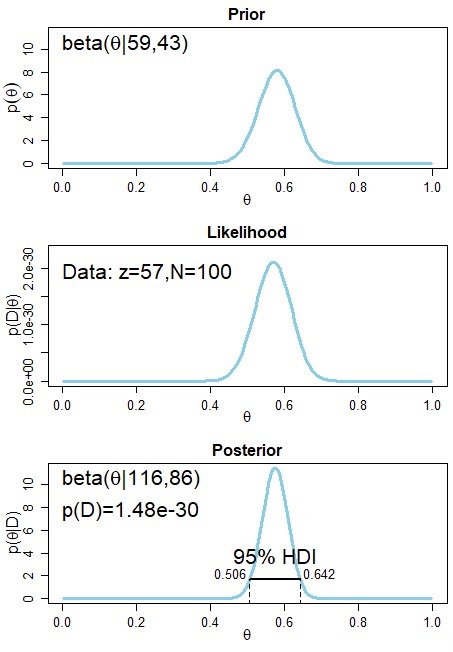 Prior
beta(θ|59,43)
p(θ)
0 2 4 6 8 10
0.0 0.2 0.4 0.6 0.8 1.0
θ
Likelihood
Data: z=57,N=100
p(D|θ)
0.0e+00 1.0e-30 2.0e-30
0.0 0.2 0.4 0.6 0.8 1.0
θ
Posterior
beta(θ|116,86)
p(D)=1.48e-30
95% HDI
0.506 0.642
p(θ|D)
0 2 4 6 8 10
0.0 0.2 0.4 0.6 0.8 1.0
θ